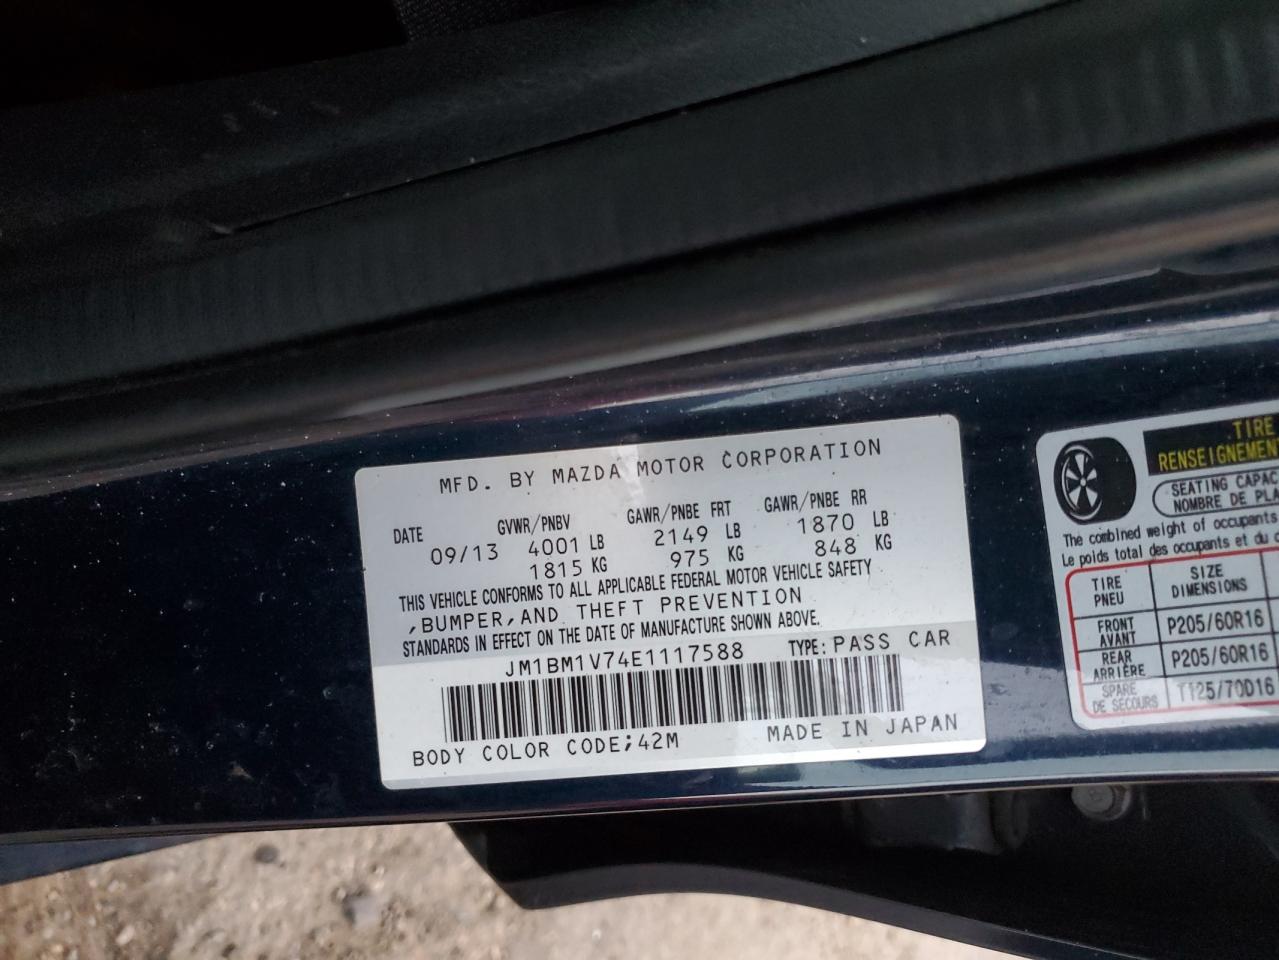 MFD. BY MAZDA MOTOR CORPORATION
DATE GVWR/PNBV GAWR/PNBE FRT GAWR/PNBE RR
09/13 4001 LB 2149 LB 1870 LB
1815 KG 975 KG 848 KG
THIS VEHICLE CONFORMS TO ALL APPLICABLE FEDERAL MOTOR VEHICLE SAFETY
,BUMPER,AND THEFT PREVENTION
STANDARDS IN EFFECT ON THE DATE OF MANUFACTURE SHOWN ABOVE.
JM1BM1V74E1117588 TYPE: PASS CAR
BODY COLOR CODE;42M MADE IN JAPAN
TIRE
RENSEIGNEMEN
SEATING CAPAC
NOMBRE DE PLA
The combined weight of occupants
Le poids total des occupants et du c
TIRE SIZE
PNEU DIMENSIONS
FRONT
AVANT P205/60R16
REAR
ARRIÈRE P205/60R16
SPARE
DE SECOURS T125/70D16